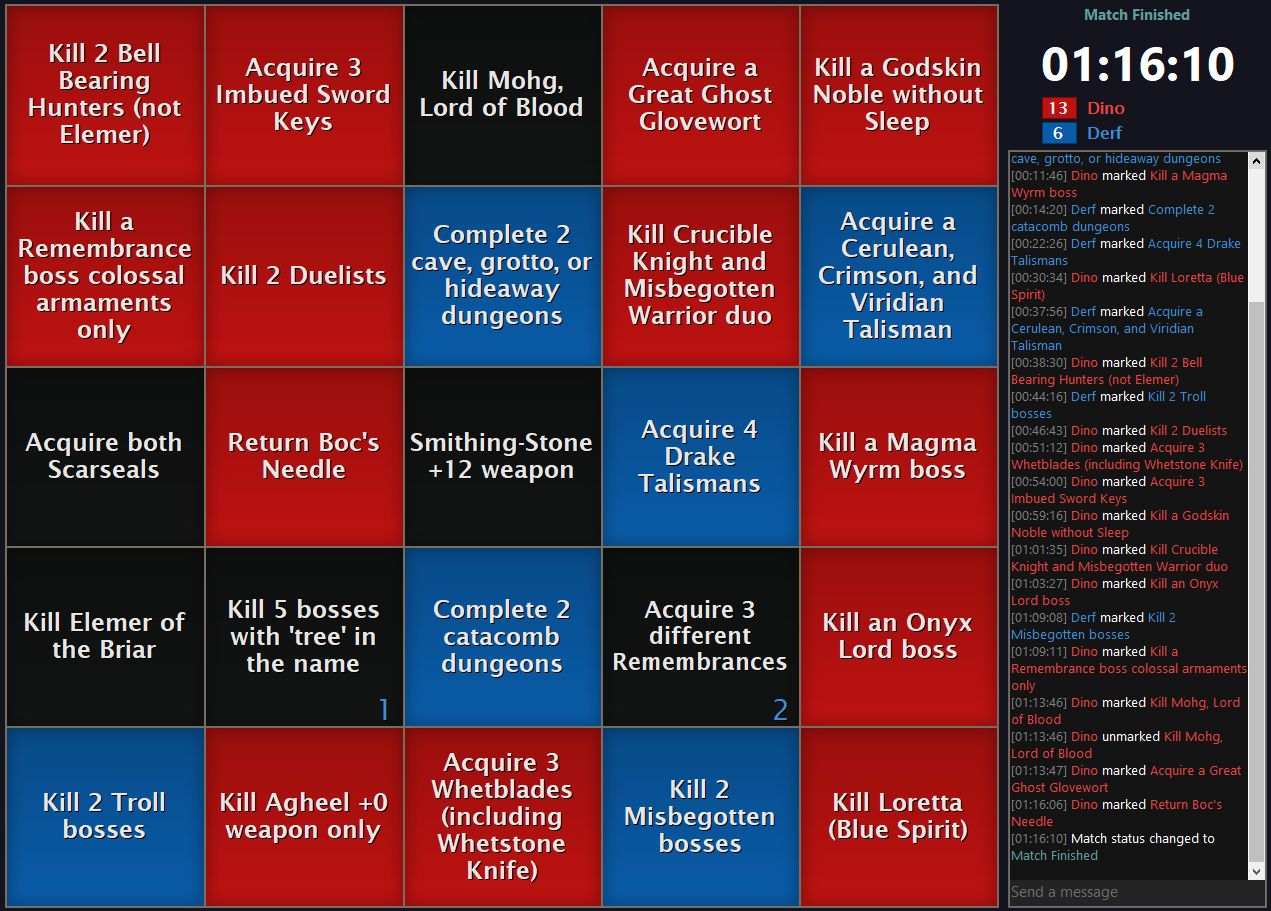 Kill 2 Bell
Bearing
Hunters (not
Elemer)
Acquire 3
Imbued Sword
Keys
Kill Mohg,
Lord of Blood
Acquire a
Great Ghost
Glovewort
Kill a Godskin
Noble without
Sleep
Kill a
Remembrance
boss colossal
armaments
only
Kill 2 Duelists
Complete 2
cave, grotto, or
hideaway
dungeons
Kill Crucible
Knight and
Misbegotten
Warrior duo
Acquire a
Cerulean,
Crimson, and
Viridian
Talisman
Acquire both
Scarseals
Return Boc's
Needle
Smithing-Stone
+12 weapon
Acquire 4
Drake
Talismans
Kill a Magma
Wyrm boss
Kill Elemer of
the Briar
Kill 5 bosses
with 'tree' in
the name
1
Complete 2
catacomb
dungeons
Acquire 3
different
Remembrances
2
Kill an Onyx
Lord boss
Kill 2 Troll
bosses
Kill Agheel +0
weapon only
Acquire 3
Whetblades
(including
Whetstone
Knife)
Kill 2
Misbegotten
bosses
Kill Loretta
(Blue Spirit)
Match Finished
01:16:10
13 Dino
6 Derf
cave, grotto, or hideaway dungeons
[00:11:46] Dino marked Kill a Magma
Wyrm boss
[00:14:20] Derf marked Complete 2
catacomb dungeons
[00:22:26] Derf marked Acquire 4 Drake
Talismans
[00:30:34] Dino marked Kill Loretta (Blue
Spirit)
[00:37:56] Derf marked Acquire a
Cerulean, Crimson, and Viridian
Talisman
[00:38:30] Dino marked Kill 2 Bell
Bearing Hunters (not Elemer)
[00:44:16] Derf marked Kill 2 Troll
bosses
[00:46:43] Dino marked Kill 2 Duelists
[00:51:12] Dino marked Acquire 3
Whetblades (including Whetstone Knife)
[00:54:00] Dino marked Acquire 3
Imbued Sword Keys
[00:59:16] Dino marked Kill a Godskin
Noble without Sleep
[01:01:35] Dino marked Kill Crucible
Knight and Misbegotten Warrior duo
[01:03:27] Dino marked Kill an Onyx
Lord boss
[01:09:08] Derf marked Kill 2
Misbegotten bosses
[01:09:11] Dino marked Kill a
Remembrance boss colossal armaments
only
[01:13:46] Dino marked Kill Mohg, Lord
of Blood
[01:13:46] Dino unmarked Kill Mohg,
Lord of Blood
[01:13:47] Dino marked Acquire a Great
Ghost Glovewort
[01:16:06] Dino marked Return Boc's
Needle
[01:16:10] Match status changed to
Match Finished
Send a message